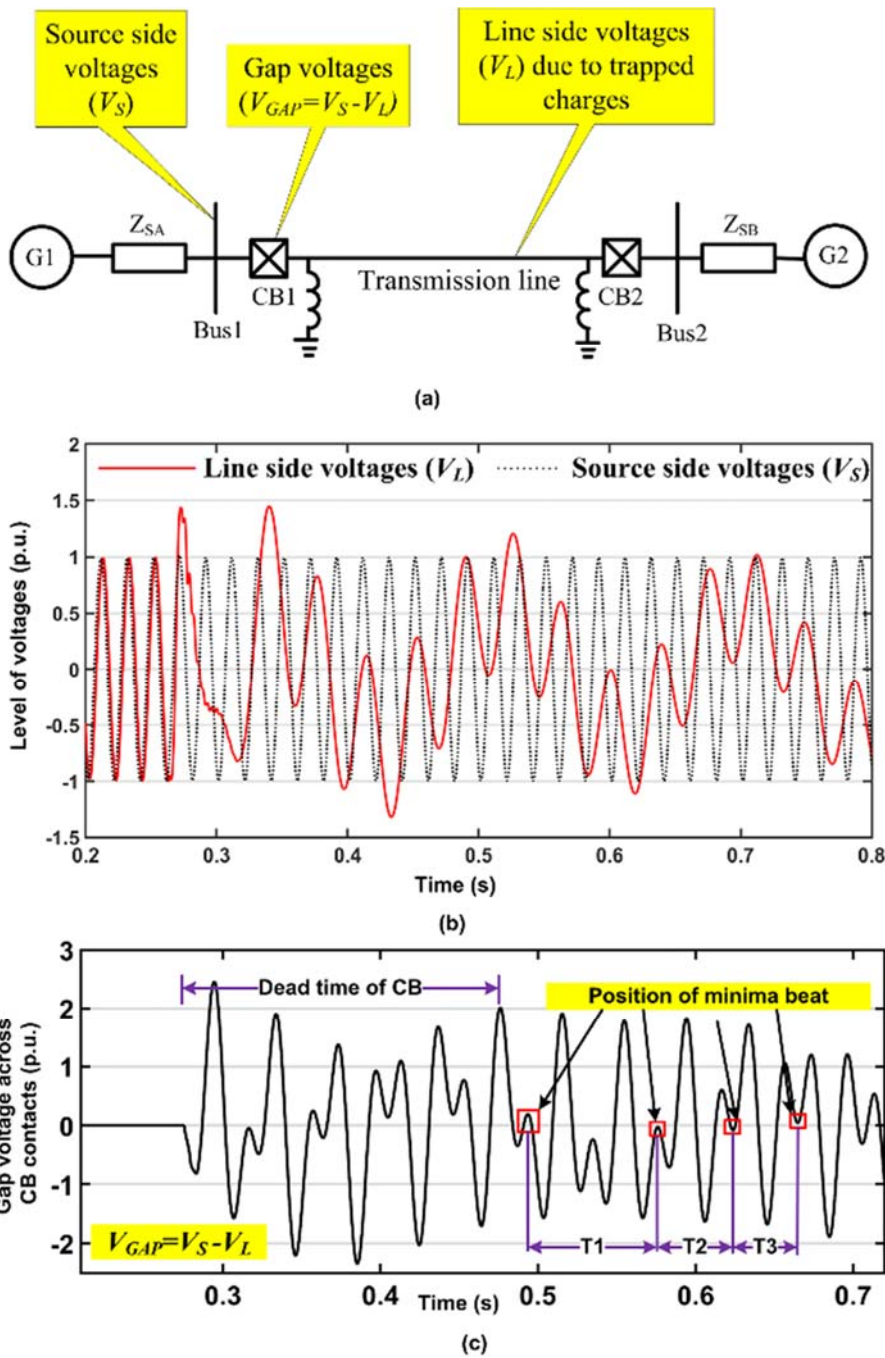 Source side
voltages
(VS)
Gap voltages
(VGAP=VS-VL)
Line side voltages
(VL) due to trapped
charges
G1
ZSA
Bus1
CB1
Transmission line
CB2
Bus2
ZSB
G2
(a)
Line side voltages (VL)
Source side voltages (VS)
Level of voltages (p.u.)
2
1.5
1
0.5
0
-0.5
-1
-1.5
0.2 0.3 0.4 0.5 0.6 0.7 0.8
Time (s)
(b)
Gap voltage across
CB contacts (p.u.)
3
2
1
0
-1
-2
Dead time of CB
Position of minima beat
VGAP=VS-VL
T1 T2 T3
0.3 0.4 0.5 0.6 0.7
Time (s)
(c)